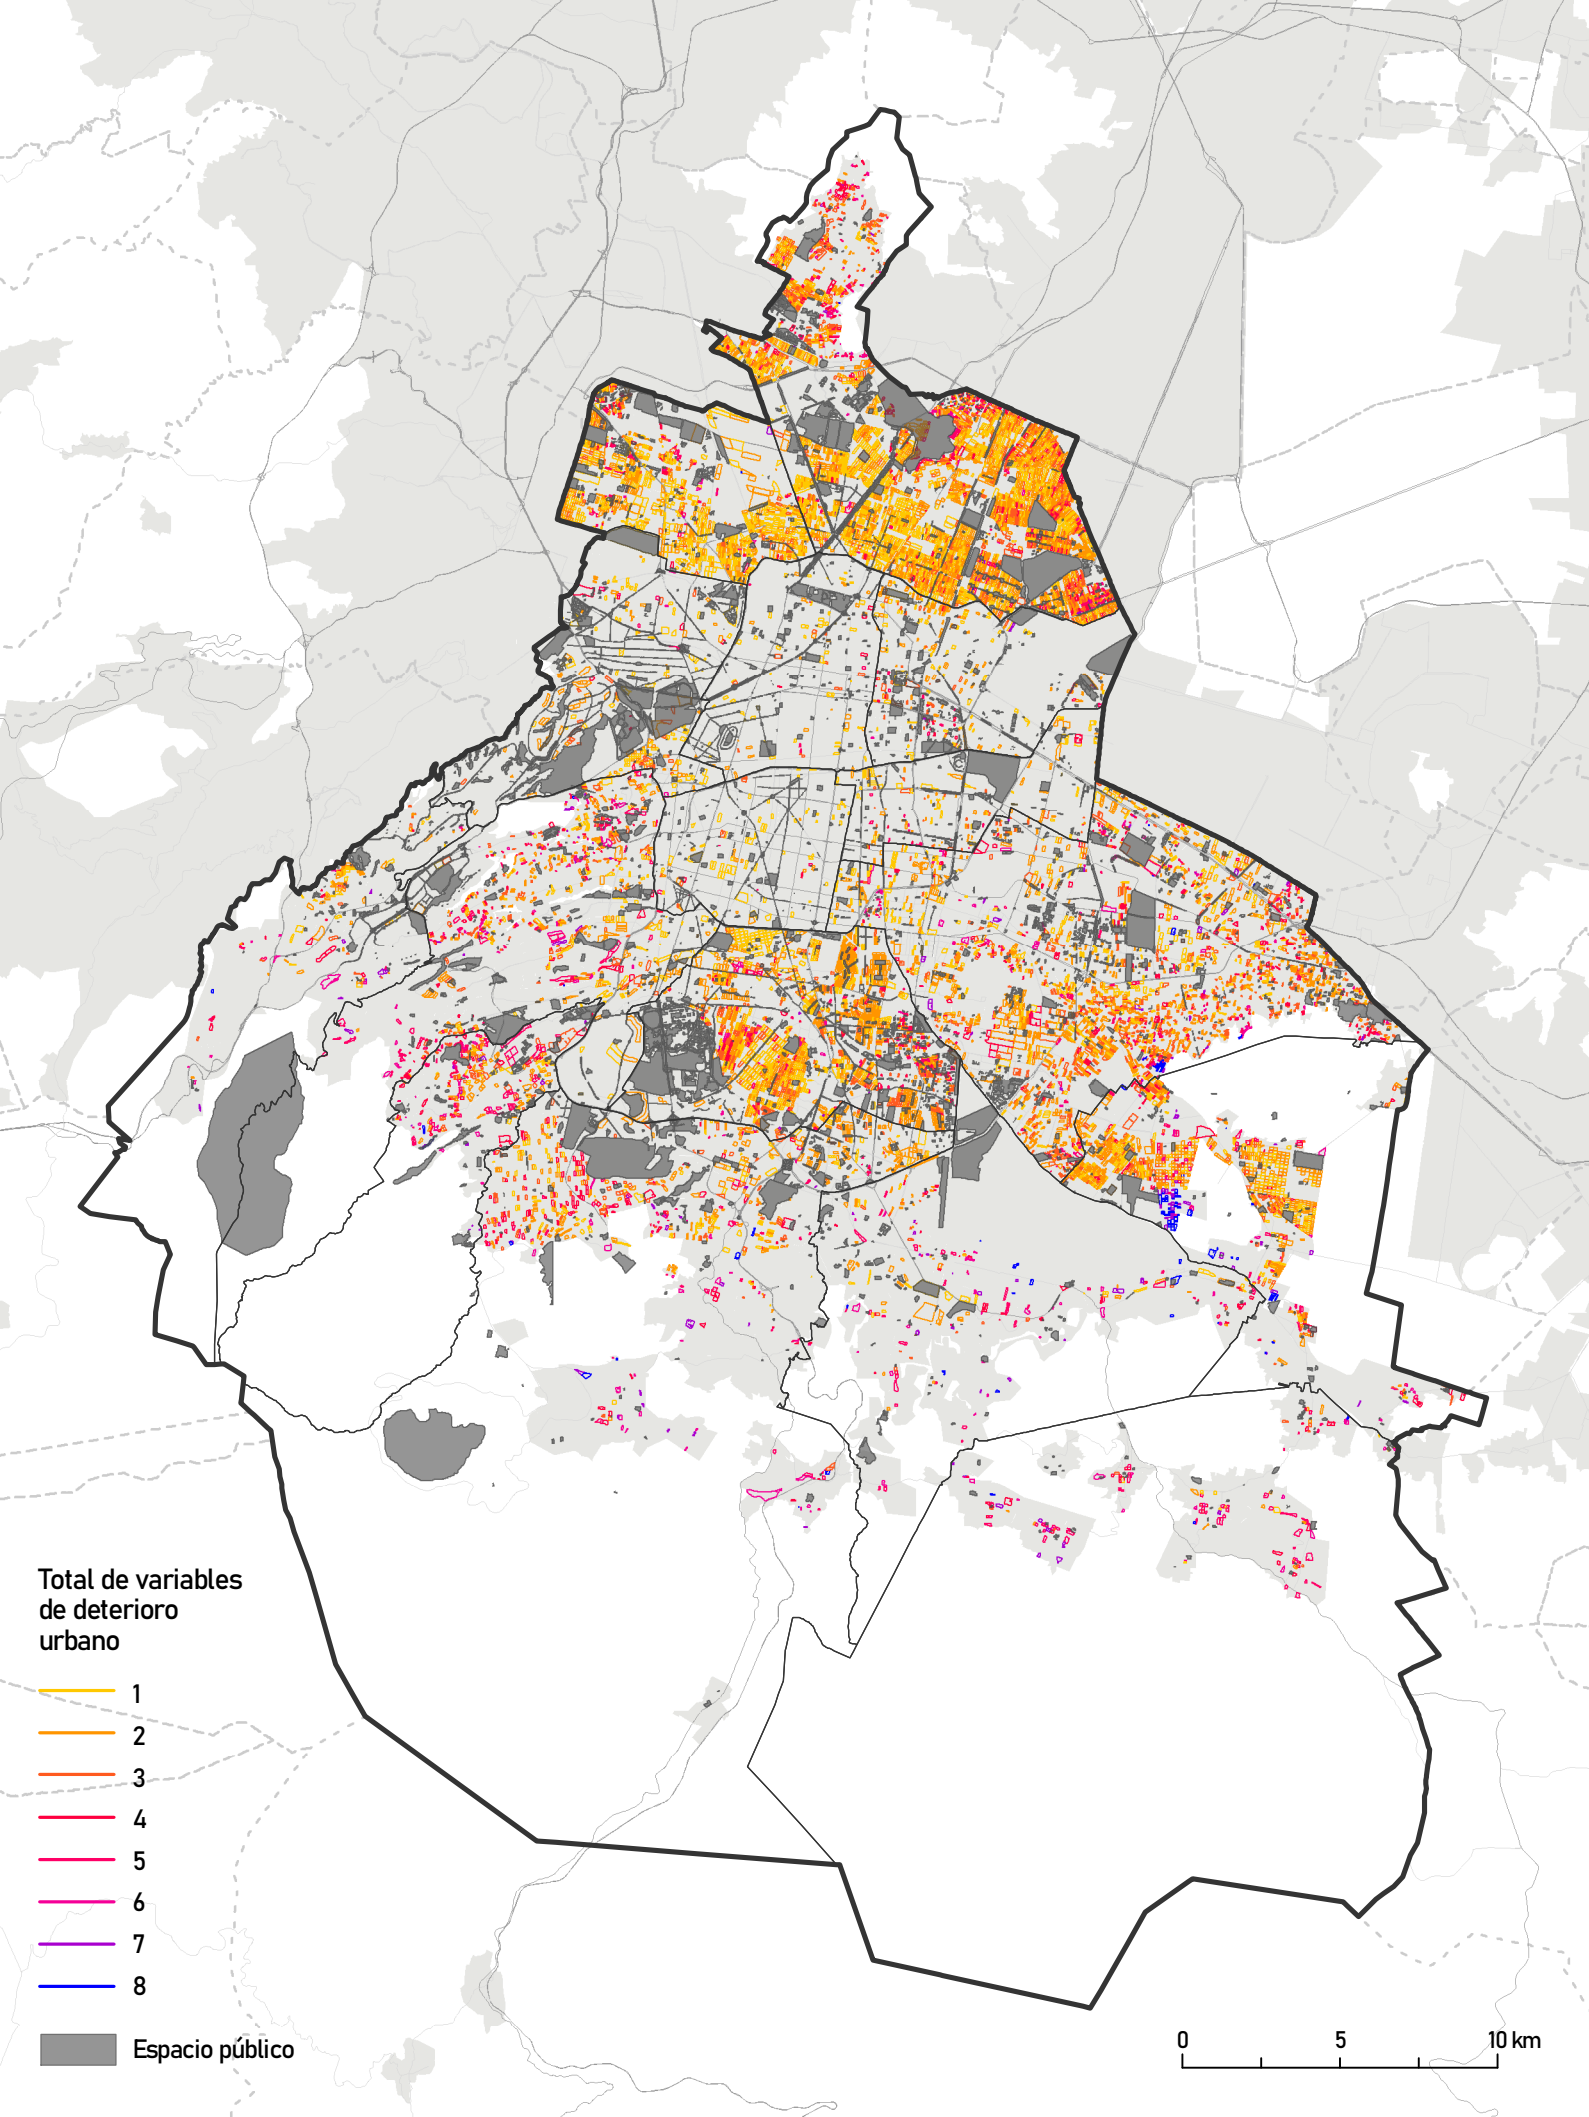 Total de variables
de deterioro
urbano
1
2
3
4
5
6
7
8
Espacio público
0 5 10 km